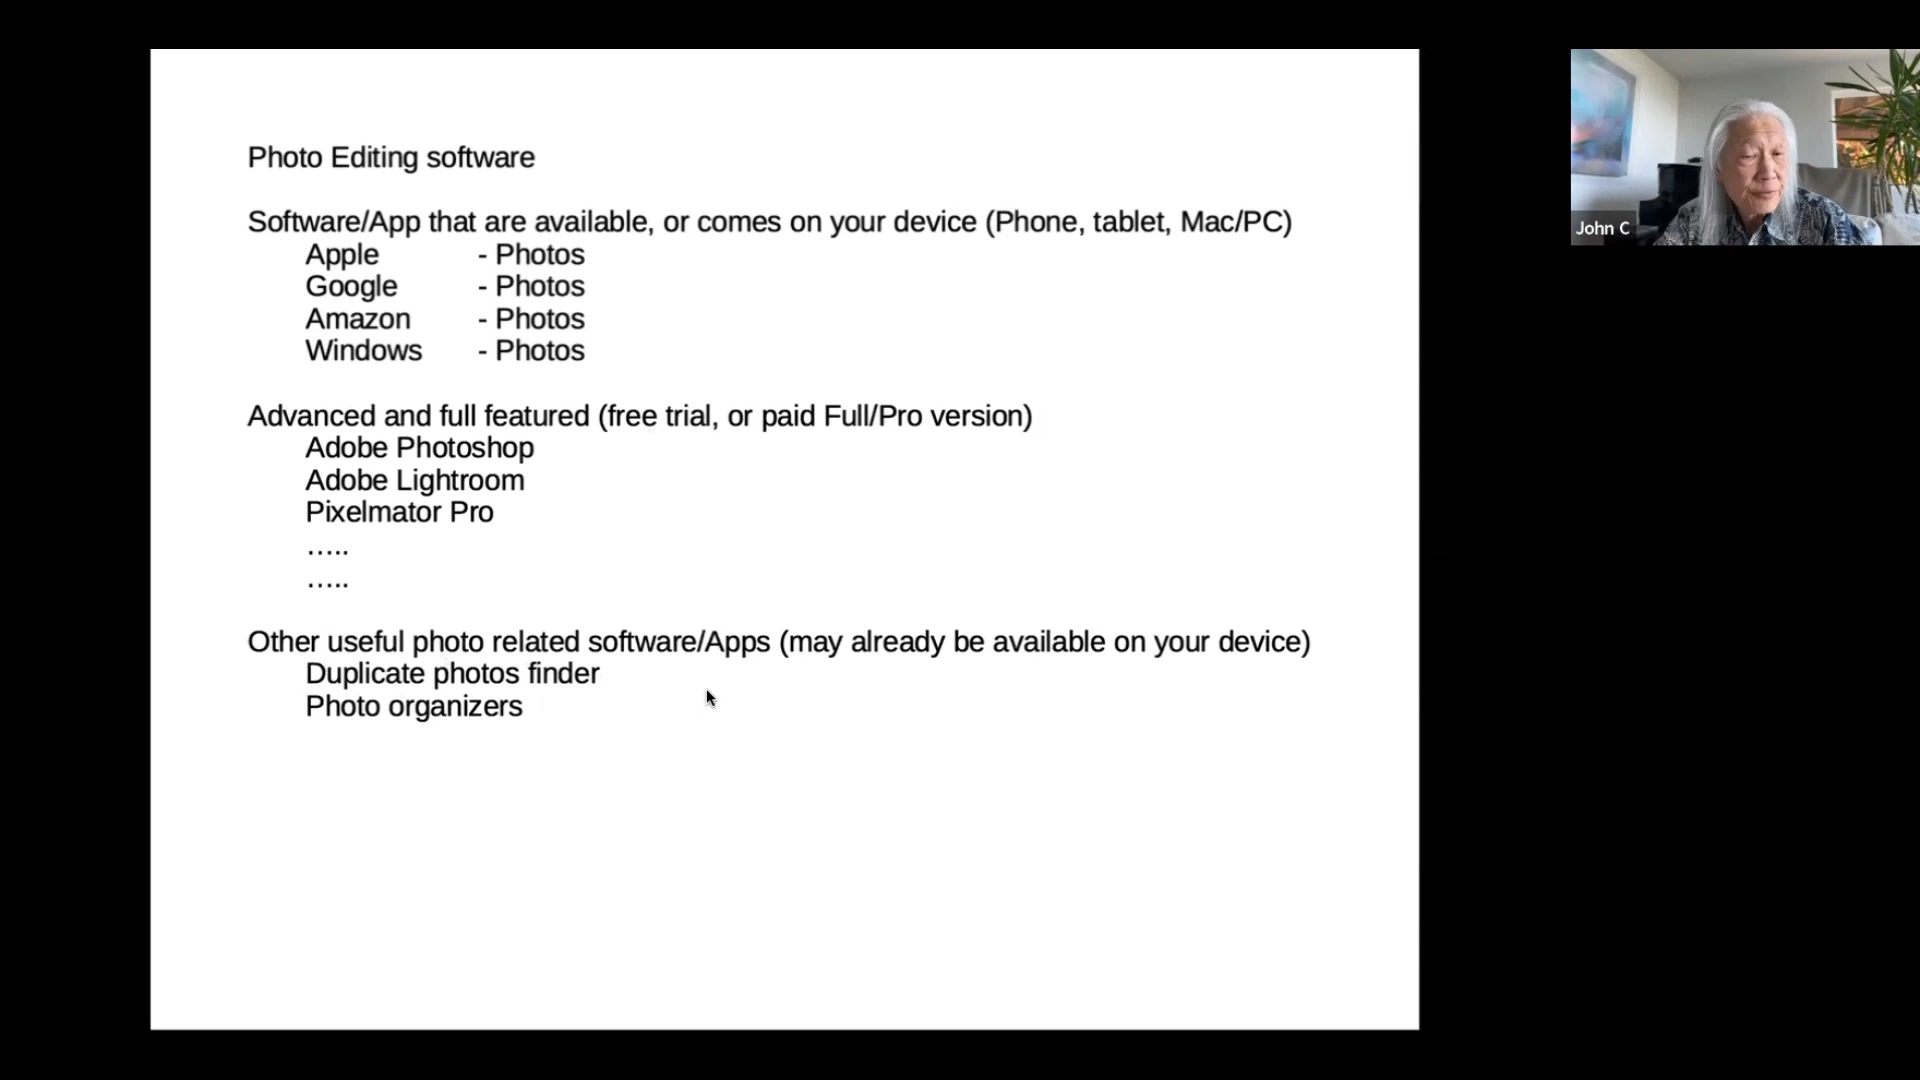 Photo Editing software
Software/App that are available, or comes on your device (Phone, tablet, Mac/PC)
Apple - Photos
Google - Photos
Amazon - Photos
Windows - Photos
Advanced and full featured (free trial, or paid Full/Pro version)
Adobe Photoshop
Adobe Lightroom
Pixelmator Pro
.....
.....
Other useful photo related software/Apps (may already be available on your device)
Duplicate photos finder
Photo organizers
John C